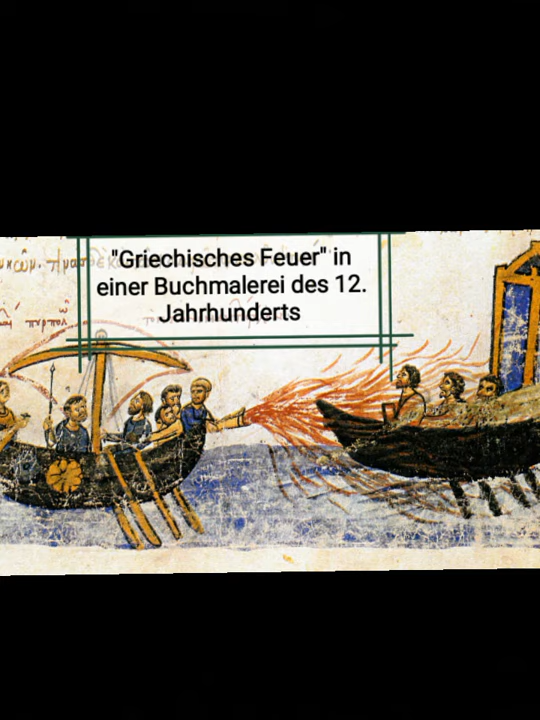 "Griechisches Feuer" in
einer Buchmalerei des 12.
Jahrhunderts